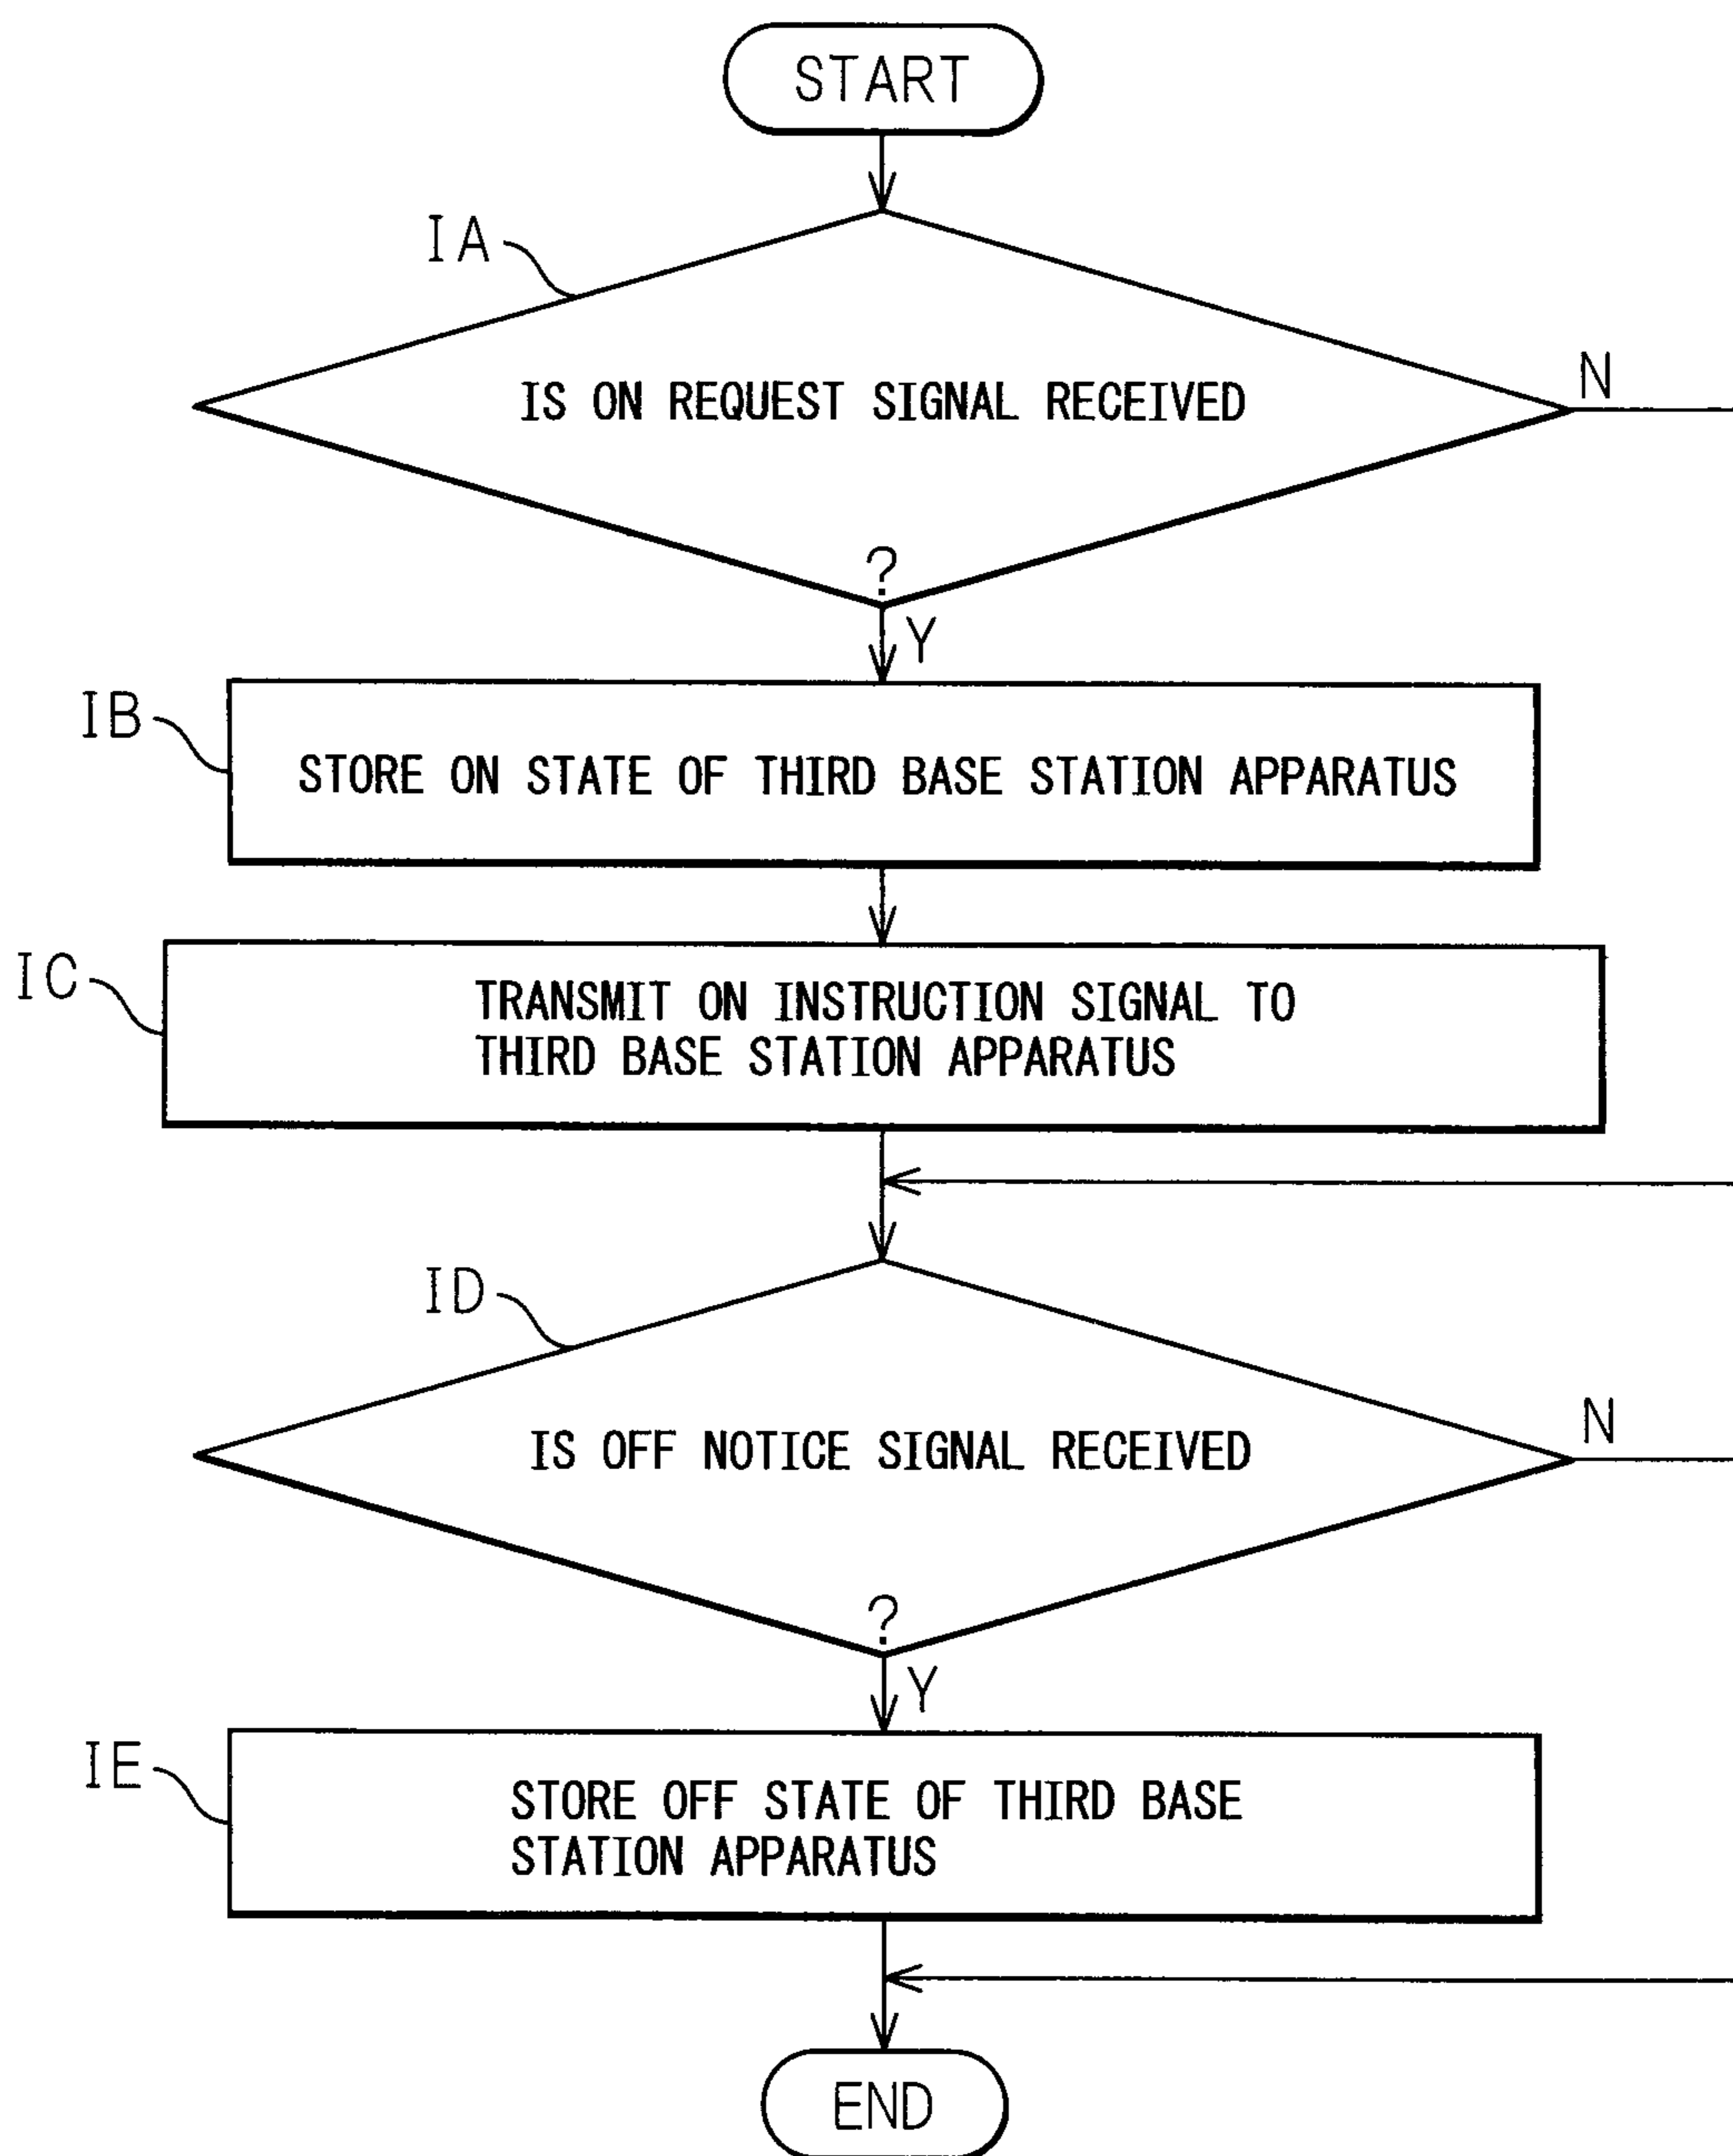 START
IA
IS ON REQUEST SIGNAL RECEIVED
N
?
Y
IB
STORE ON STATE OF THIRD BASE STATION APPARATUS
IC
TRANSMIT ON INSTRUCTION SIGNAL TO
THIRD BASE STATION APPARATUS
ID
IS OFF NOTICE SIGNAL RECEIVED
N
?
Y
IE
STORE OFF STATE OF THIRD BASE
STATION APPARATUS
END